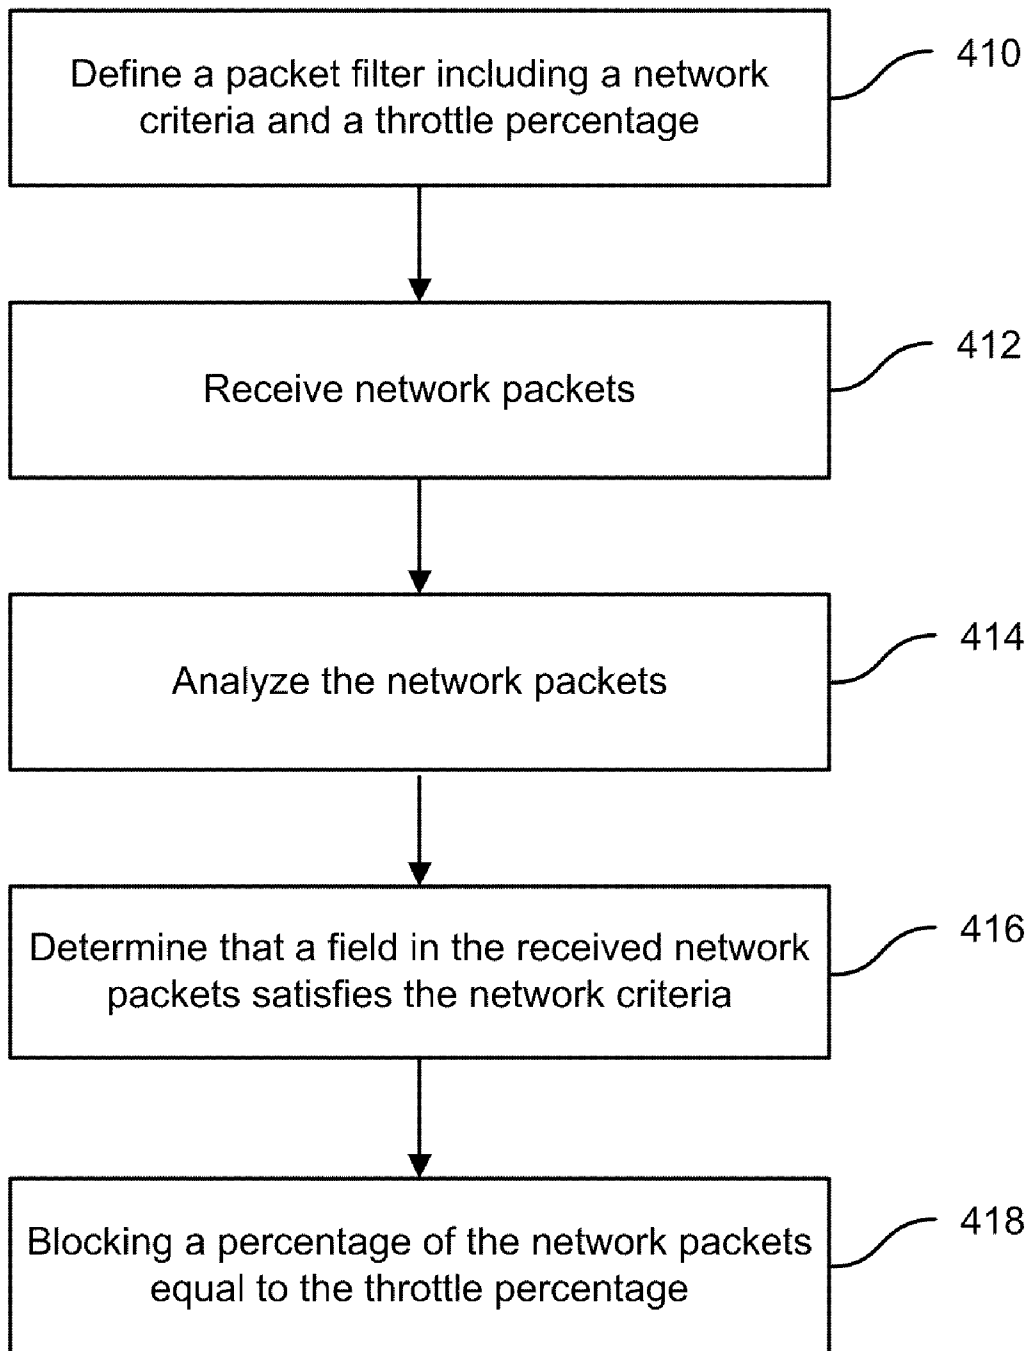 Define a packet filter including a network
criteria and a throttle percentage
410
Receive network packets
412
Analyze the network packets
414
Determine that a field in the received network
packets satisfies the network criteria
416
Blocking a percentage of the network packets
equal to the throttle percentage
418